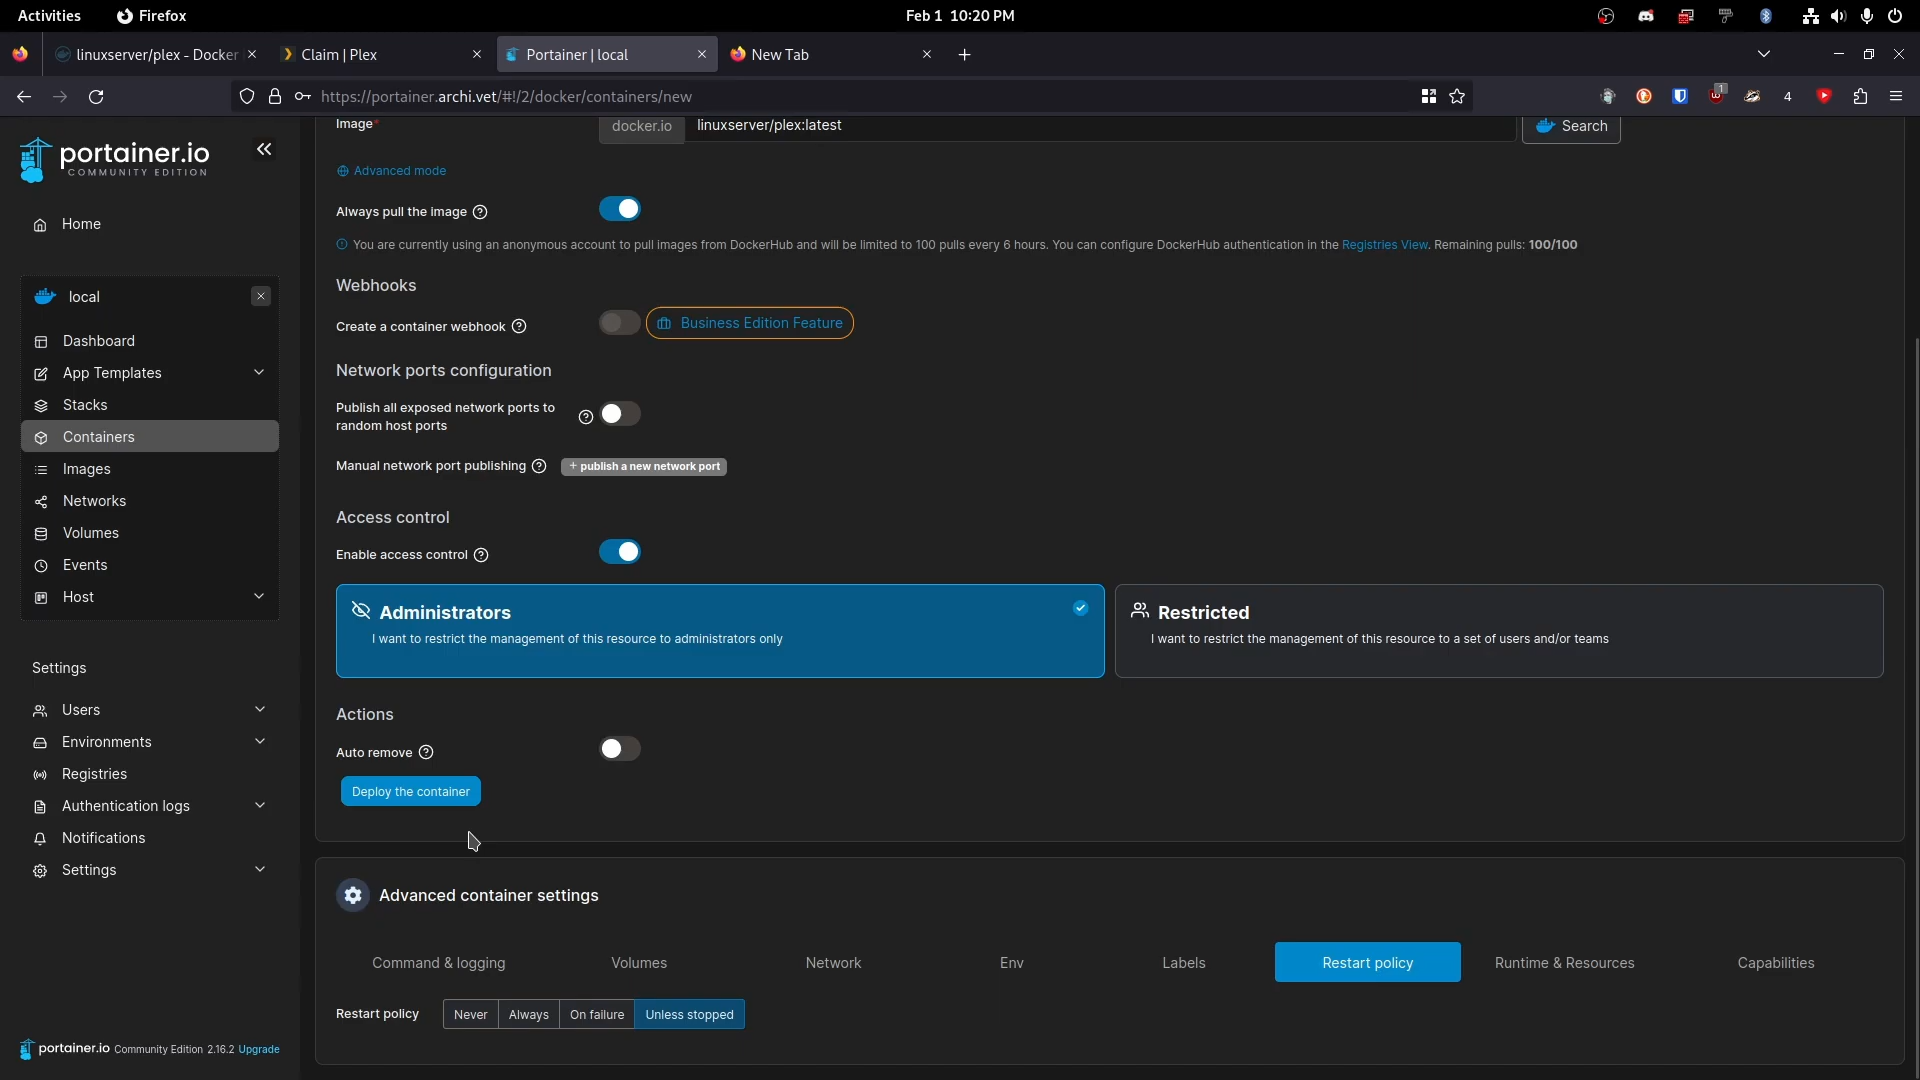 Activities
Firefox
Feb 1 10:20 PM
linuxserver/plex - Docker
Claim | Plex
Portainer | local
New Tab
https://portainer.archi.vet/#!/2/docker/containers/new
1
4
portainer.io
COMMUNITY EDITION
Home
local
Dashboard
App Templates
Stacks
Containers
Images
Networks
Volumes
Events
Host
Settings
Users
Environments
Registries
Authentication logs
Notifications
Settings
portainer.io Community Edition 2.16.2 Upgrade
Image*
docker.io
linuxserver/plex:latest
Search
Advanced mode
Always pull the image
You are currently using an anonymous account to pull images from DockerHub and will be limited to 100 pulls every 6 hours. You can configure DockerHub authentication in the Registries View. Remaining pulls: 100/100
Webhooks
Create a container webhook
Business Edition Feature
Network ports configuration
Publish all exposed network ports to
random host ports
Manual network port publishing
+ publish a new network port
Access control
Enable access control
Administrators
I want to restrict the management of this resource to administrators only
Restricted
I want to restrict the management of this resource to a set of users and/or teams
Actions
Auto remove
Deploy the container
Advanced container settings
Command & logging
Volumes
Network
Env
Labels
Restart policy
Runtime & Resources
Capabilities
Restart policy
Never
Always
On failure
Unless stopped